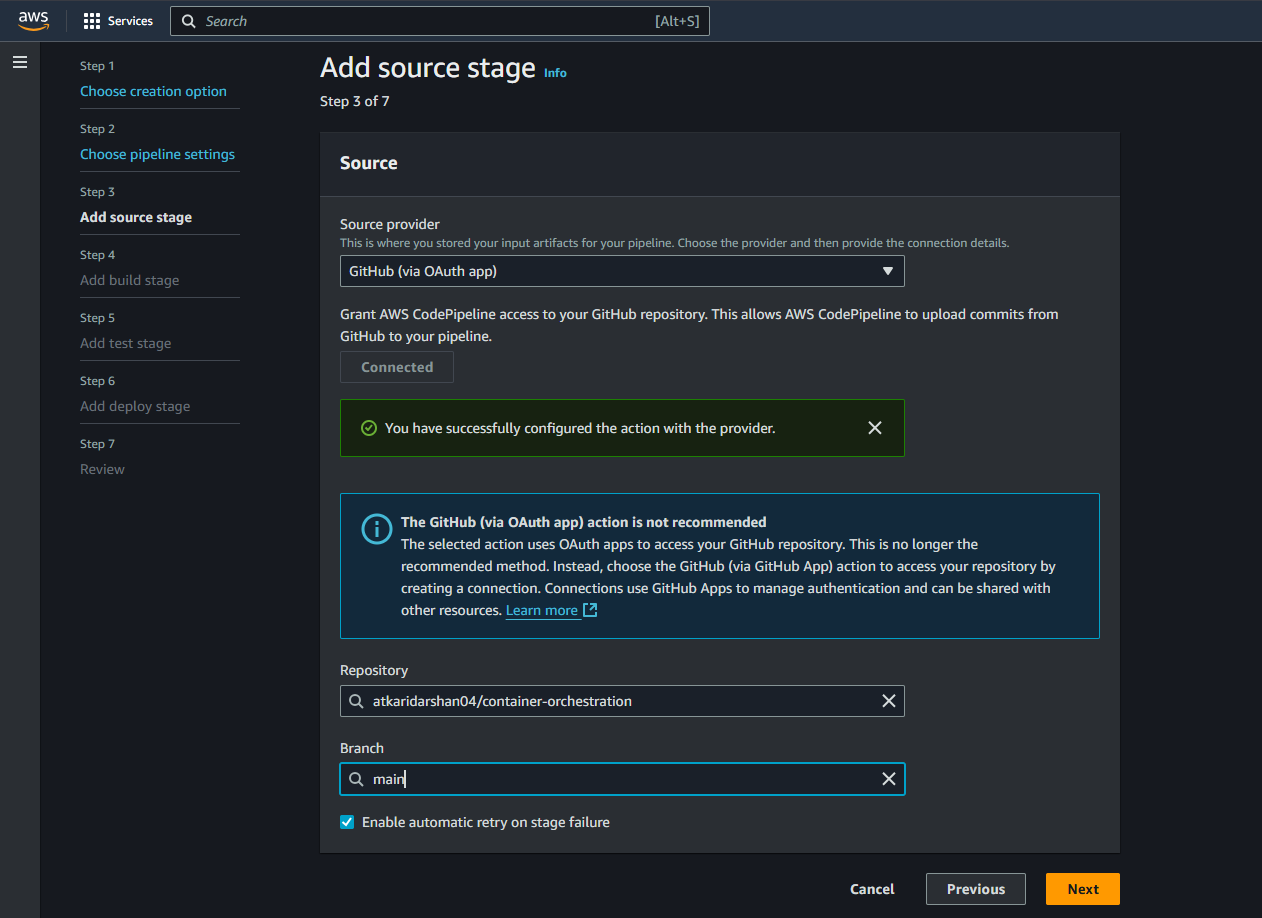 aws
Services
Search
[Alt+S]
Step 1
Choose creation option
Step 2
Choose pipeline settings
Step 3
Add source stage
Step 4
Add build stage
Step 5
Add test stage
Step 6
Add deploy stage
Step 7
Review
Add source stage Info
Step 3 of 7
Source
Source provider
This is where you stored your input artifacts for your pipeline. Choose the provider and then provide the connection details.
GitHub (via OAuth app)
Grant AWS CodePipeline access to your GitHub repository. This allows AWS CodePipeline to upload commits from
GitHub to your pipeline.
Connected
You have successfully configured the action with the provider.
The GitHub (via OAuth app) action is not recommended
The selected action uses OAuth apps to access your GitHub repository. This is no longer the
recommended method. Instead, choose the GitHub (via GitHub App) action to access your repository by
creating a connection. Connections use GitHub Apps to manage authentication and can be shared with
other resources. Learn more
Repository
atkaridarshan04/container-orchestration
Branch
main
Enable automatic retry on stage failure
Cancel
Previous
Next